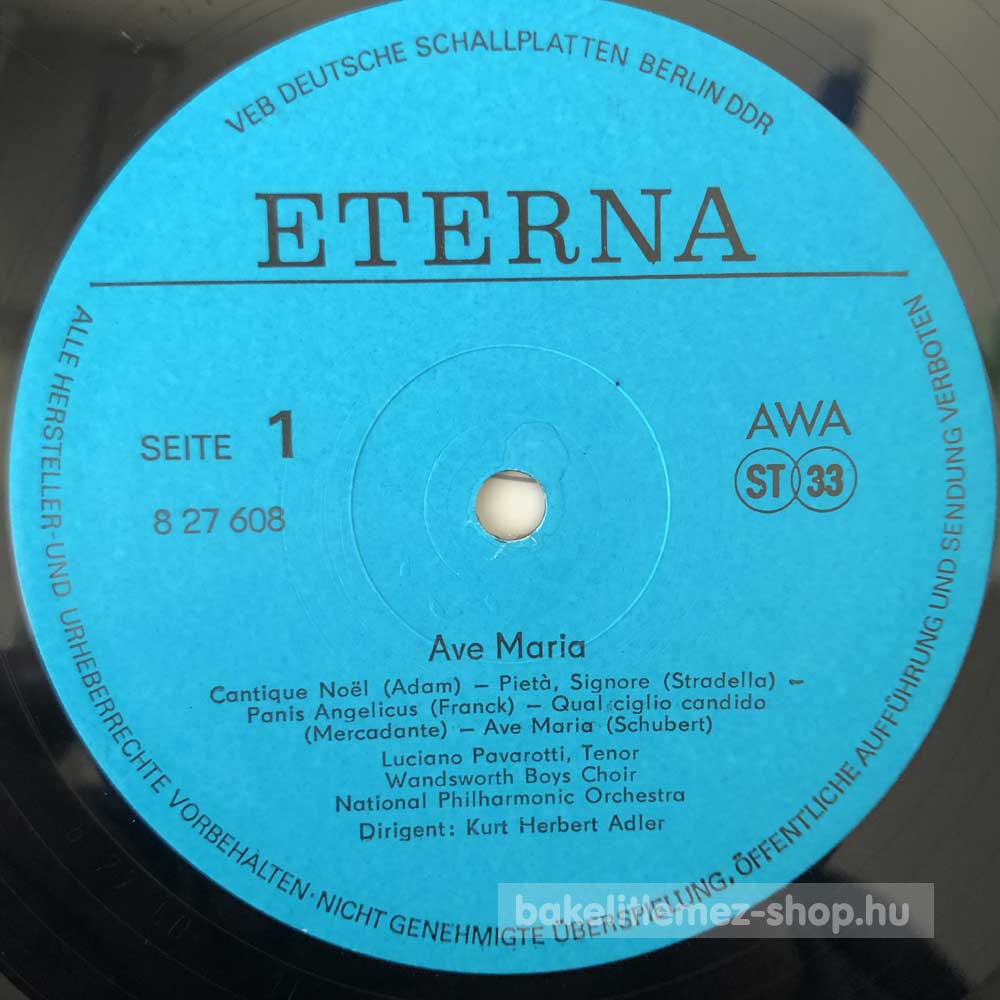 VEB DEUTSCHE SCHALLPLATTEN BERLIN DDR
ETERNA
SEITE 1
8 27 608
AWA
ST 33
Ave Maria
Cantique Noël (Adam) – Pietà, Signore (Stradella) –
Panis Angelicus (Franck) – Qual ciglio candido
(Mercadante) – Ave Maria (Schubert)
Luciano Pavarotti, Tenor
Wandsworth Boys Choir
National Philharmonic Orchestra
Dirigent: Kurt Herbert Adler
ALLE HERSTELLER-UND URHEBERRECHTE VORBEHALTEN·NICHT GENEHMIGTE ÜBERSPIELUNG, ÖFFENTLICHE AUFFÜHRUNG UND SENDUNG VERBOTEN
bakelitlemez-shop.hu